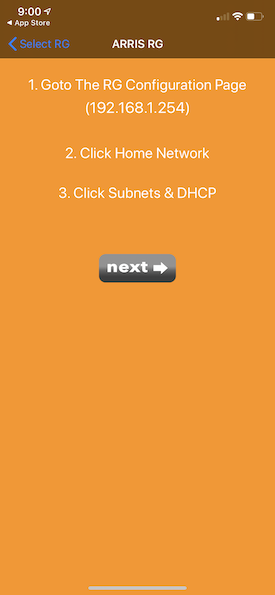 9:00
App Store
Select RG
ARRIS RG
1. Goto The RG Configuration Page
(192.168.1.254)
2. Click Home Network
3. Click Subnets & DHCP
next